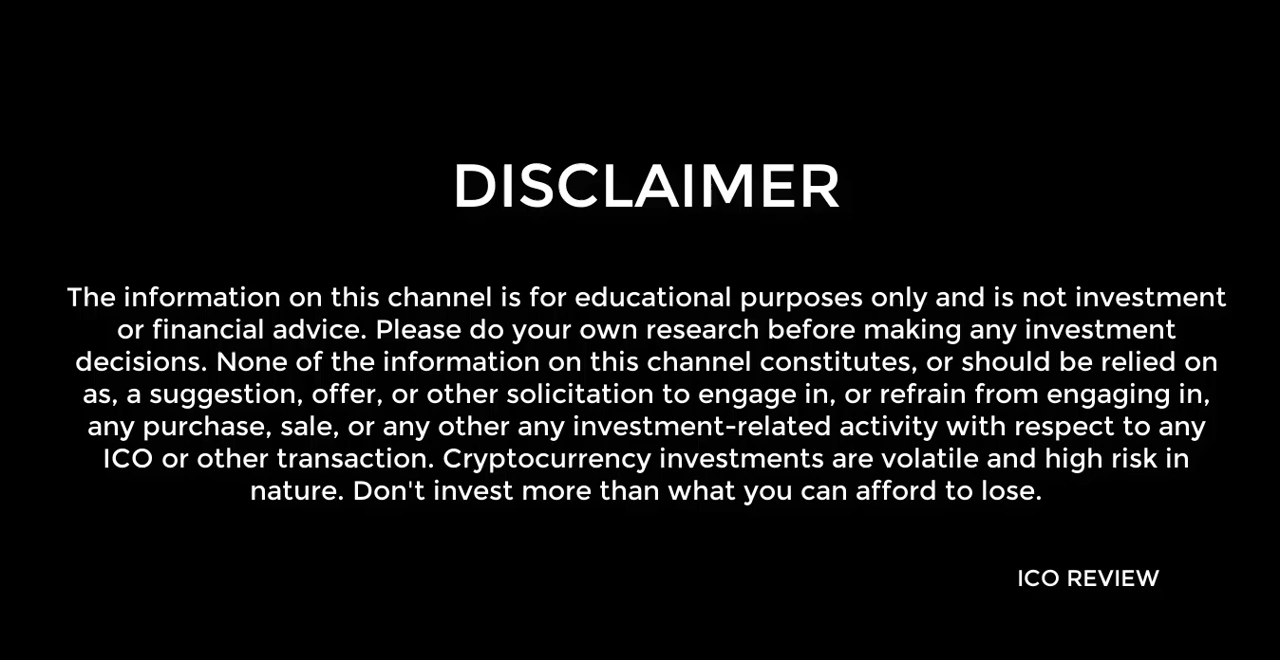 DISCLAIMER
The information on this channel is for educational purposes only and is not investment
or financial advice. Please do your own research before making any investment
decisions. None of the information on this channel constitutes, or should be relied on
as, a suggestion, offer, or other solicitation to engage in, or refrain from engaging in,
any purchase, sale, or any other any investment-related activity with respect to any
ICO or other transaction. Cryptocurrency investments are volatile and high risk in
nature. Don't invest more than what you can afford to lose.
ICO REVIEW